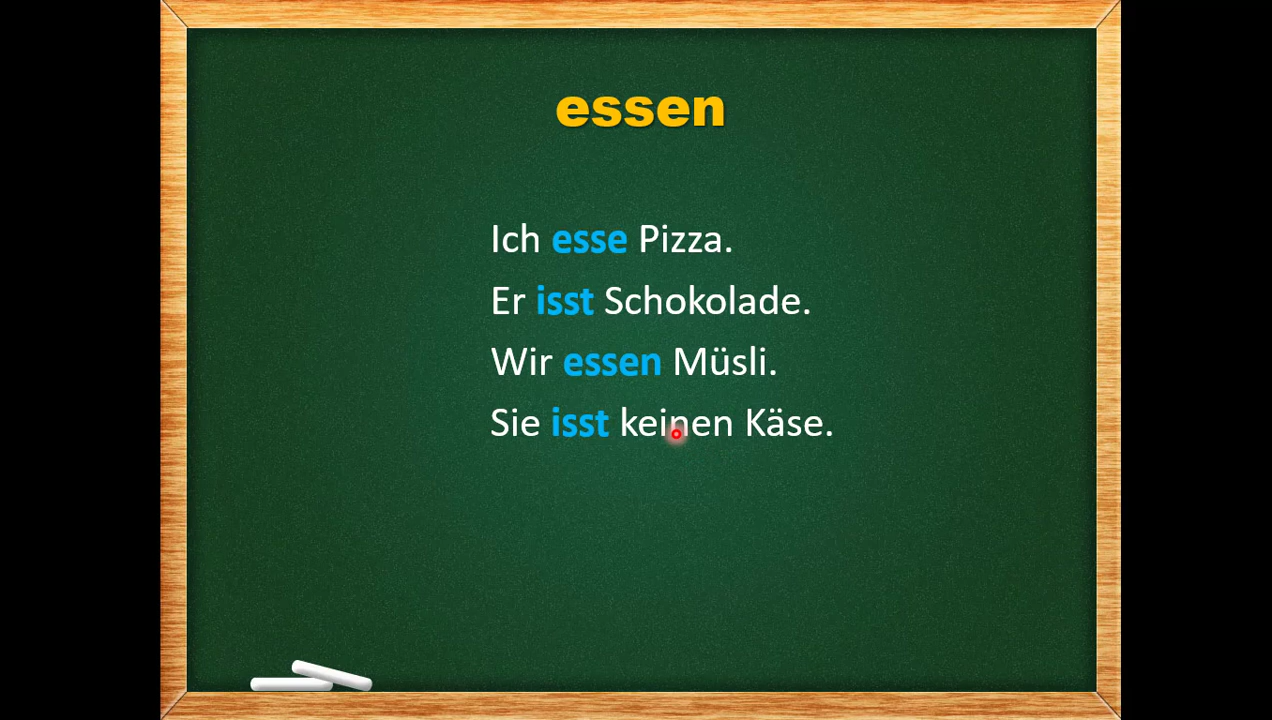 essen
Ich esse Pizza.
Er isst Schokolade.
Wir essen Müsli.
Sie isst keinen Käse.